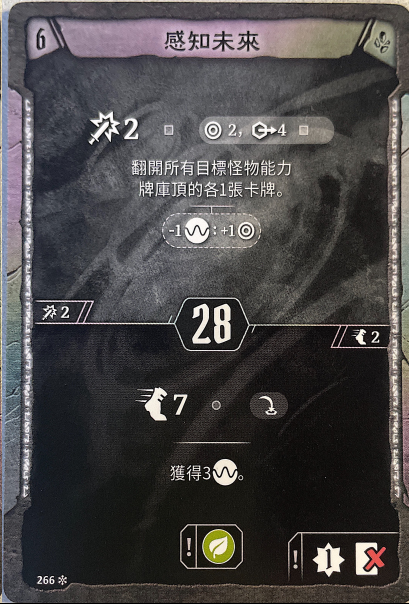 6 感知未來
2 2, 4
翻開所有目標怪物能力
牌庫頂的各1張卡牌。
-1 : +1
2 28 2
7
獲得3 。
! ! 1
266